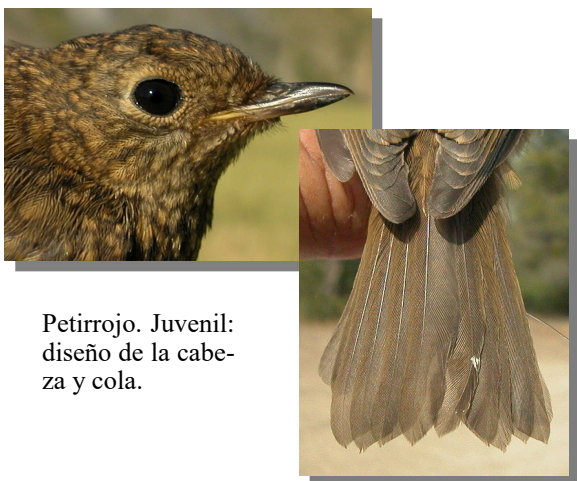 Petirrojo. Juvenil:
diseño de la cabe-
za y cola.